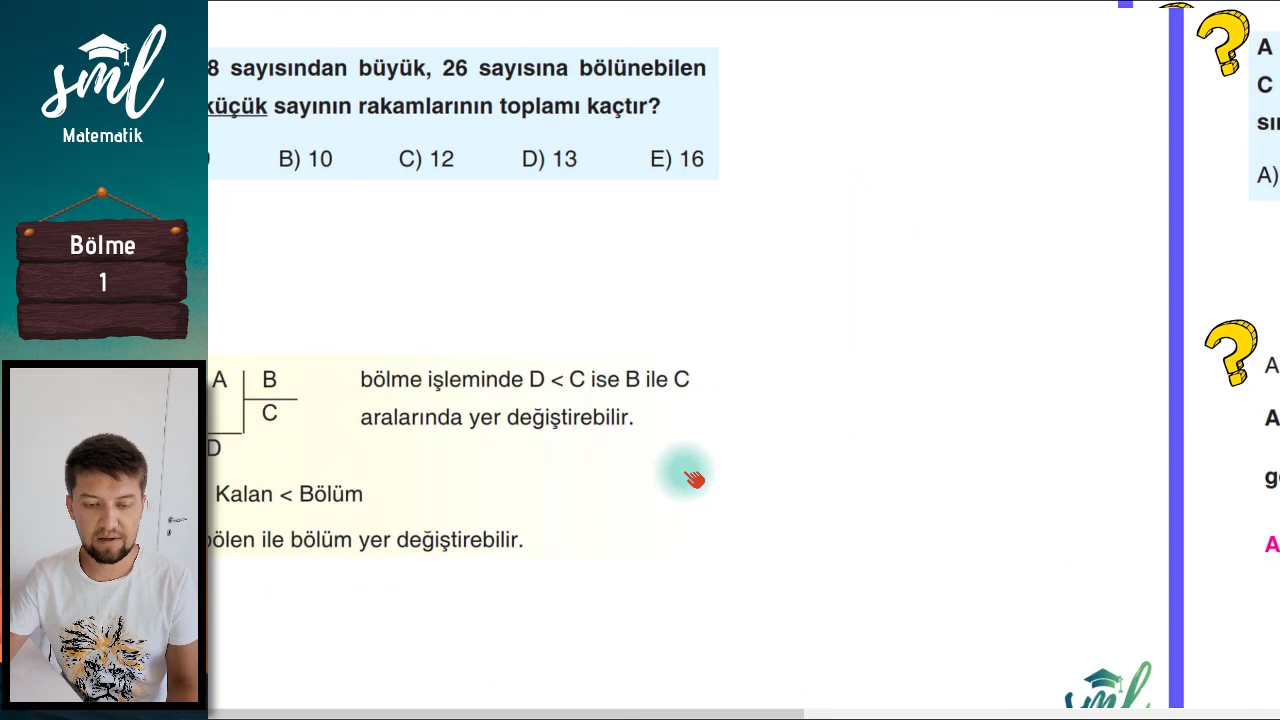 sml
Matematik
Bölme
1
8 sayısından büyük, 26 sayısına bölünebilen
küçük sayının rakamlarının toplamı kaçtır?
B) 10 C) 12 D) 13 E) 16
A B
C
D
bölme işleminde D < C ise B ile C
aralarında yer değiştirebilir.
Kalan < Bölüm
bölen ile bölüm yer değiştirebilir.
sml
?
A
C
A)
?
A
A
A